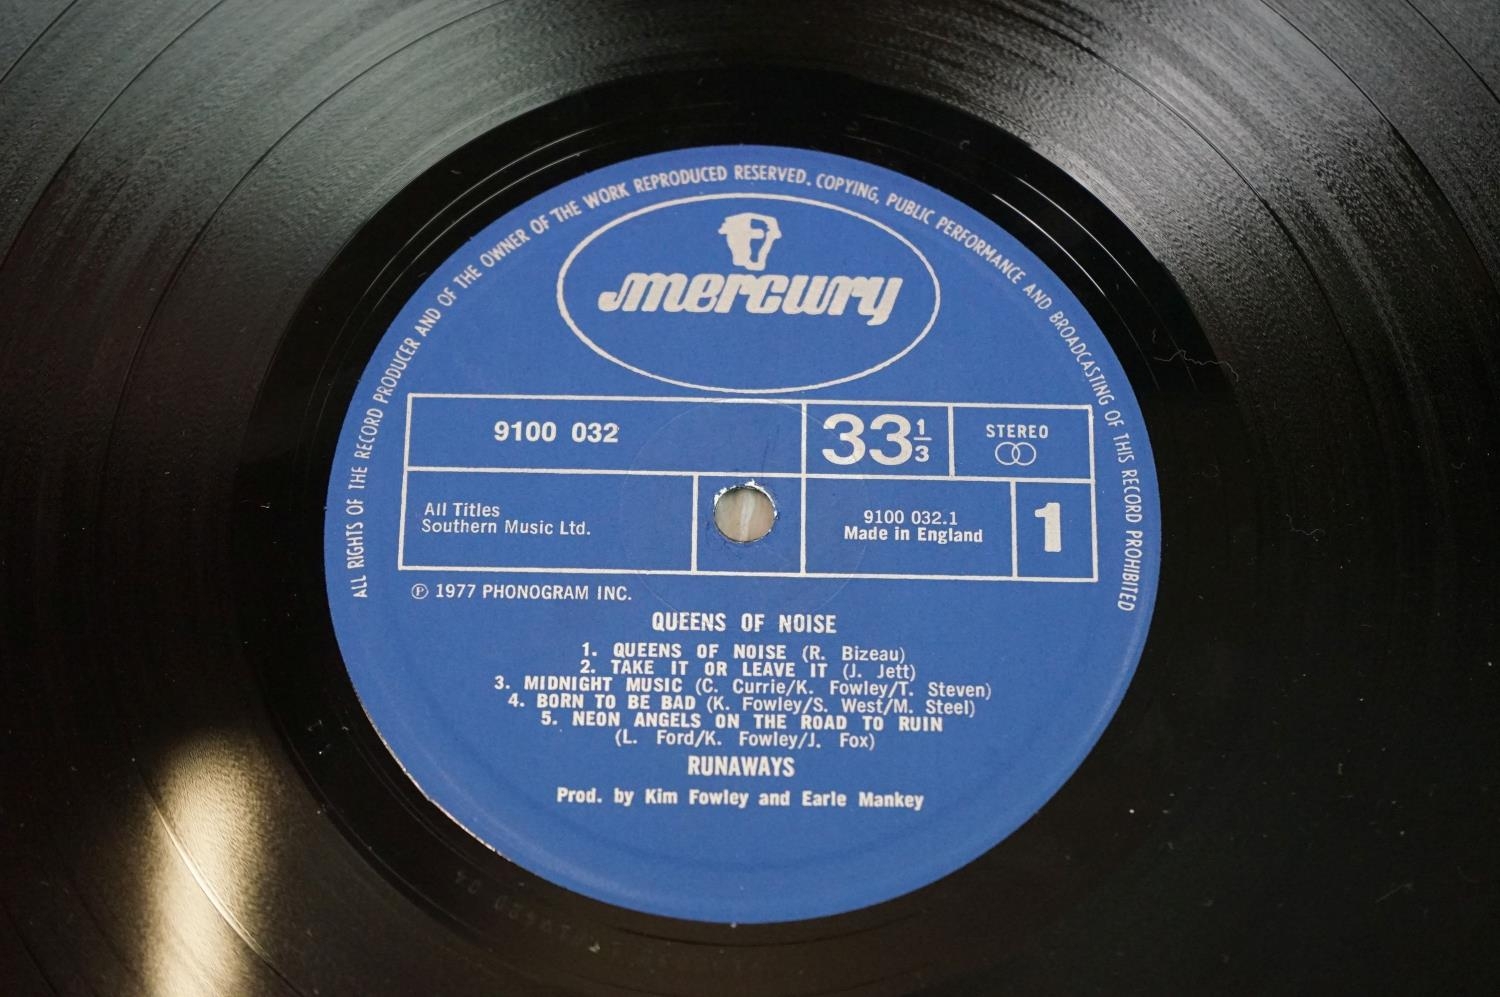 ALL RIGHTS OF THE RECORD PRODUCER AND OF THE OWNER OF THE WORK REPRODUCED RESERVED. COPYING, PUBLIC PERFORMANCE AND BROADCASTING OF THIS RECORD PROHIBITED
mercury
9100 032
33 1/3
STEREO
All Titles
Southern Music Ltd.
9100 032.1
Made in England
1
℗ 1977 PHONOGRAM INC.
QUEENS OF NOISE
1. QUEENS OF NOISE (R. Bizeau)
2. TAKE IT OR LEAVE IT (J. Jett)
3. MIDNIGHT MUSIC (C. Currie/K. Fowley/T. Steven)
4. BORN TO BE BAD (K. Fowley/S. West/M. Steel)
5. NEON ANGELS ON THE ROAD TO RUIN
(L. Ford/K. Fowley/J. Fox)
RUNAWAYS
Prod. by Kim Fowley and Earle Mankey